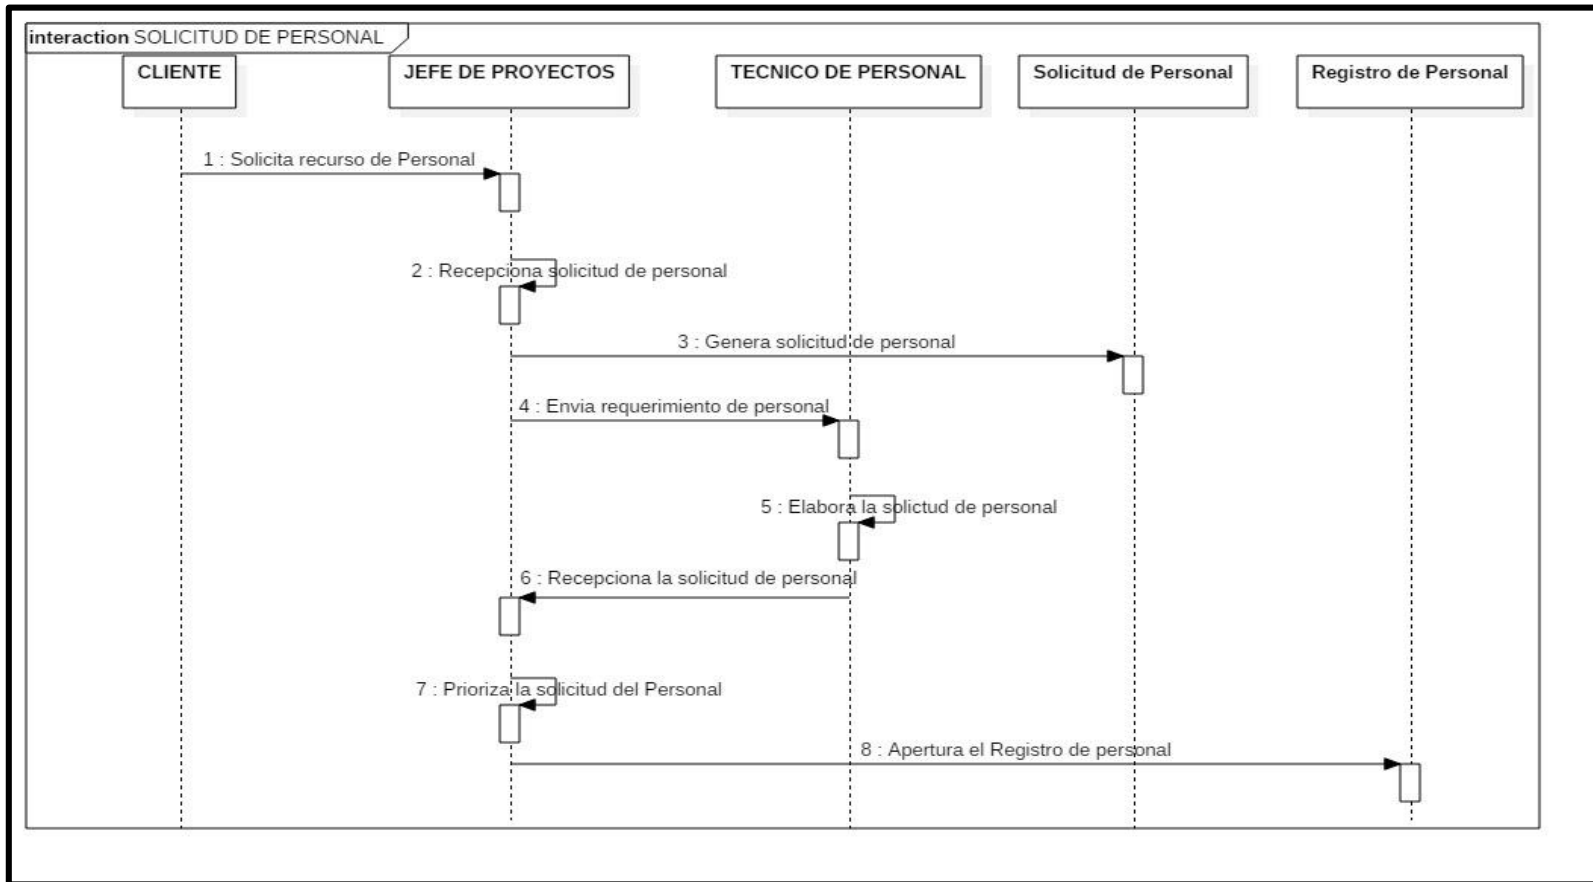 interaction SOLICITUD DE PERSONAL
CLIENTE
JEFE DE PROYECTOS
TECNICO DE PERSONAL
Solicitud de Personal
Registro de Personal
1 : Solicita recurso de Personal
2 : Recepciona solicitud de personal
3 : Genera solicitud de personal
4 : Envia requerimiento de personal
5 : Elabora la solictud de personal
6 : Recepciona la solicitud de personal
7 : Prioriza la solicitud del Personal
8 : Apertura el Registro de personal